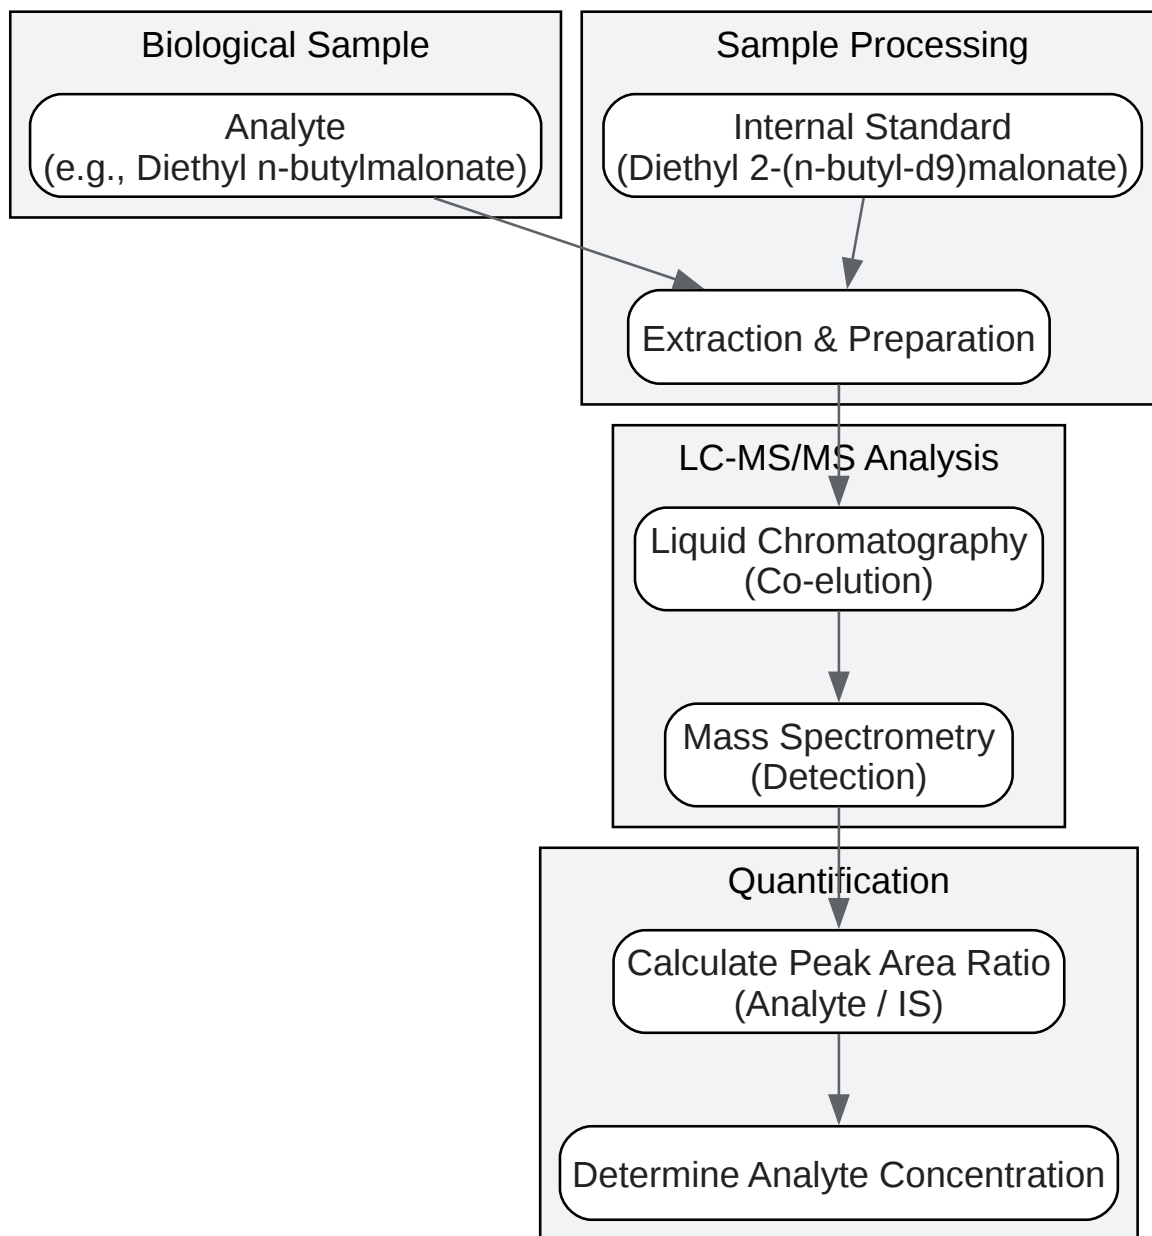 Biological Sample
Analyte
(e.g., Diethyl n-butylmalonate)
Sample Processing
Internal Standard
(Diethyl 2-(n-butyl-d9)malonate)
Extraction & Preparation
LC-MS/MS Analysis
Liquid Chromatography
(Co-elution)
Mass Spectrometry
(Detection)
Quantification
Calculate Peak Area Ratio
(Analyte / IS)
Determine Analyte Concentration